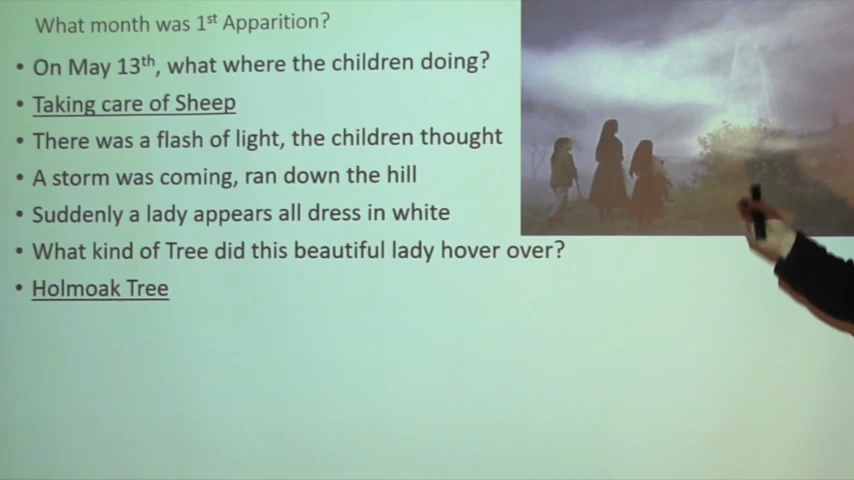 What month was 1st Apparition?
• On May 13th, what where the children doing?
• Taking care of Sheep
• There was a flash of light, the children thought
• A storm was coming, ran down the hill
• Suddenly a lady appears all dress in white
• What kind of Tree did this beautiful lady hover over?
• Holmoak Tree